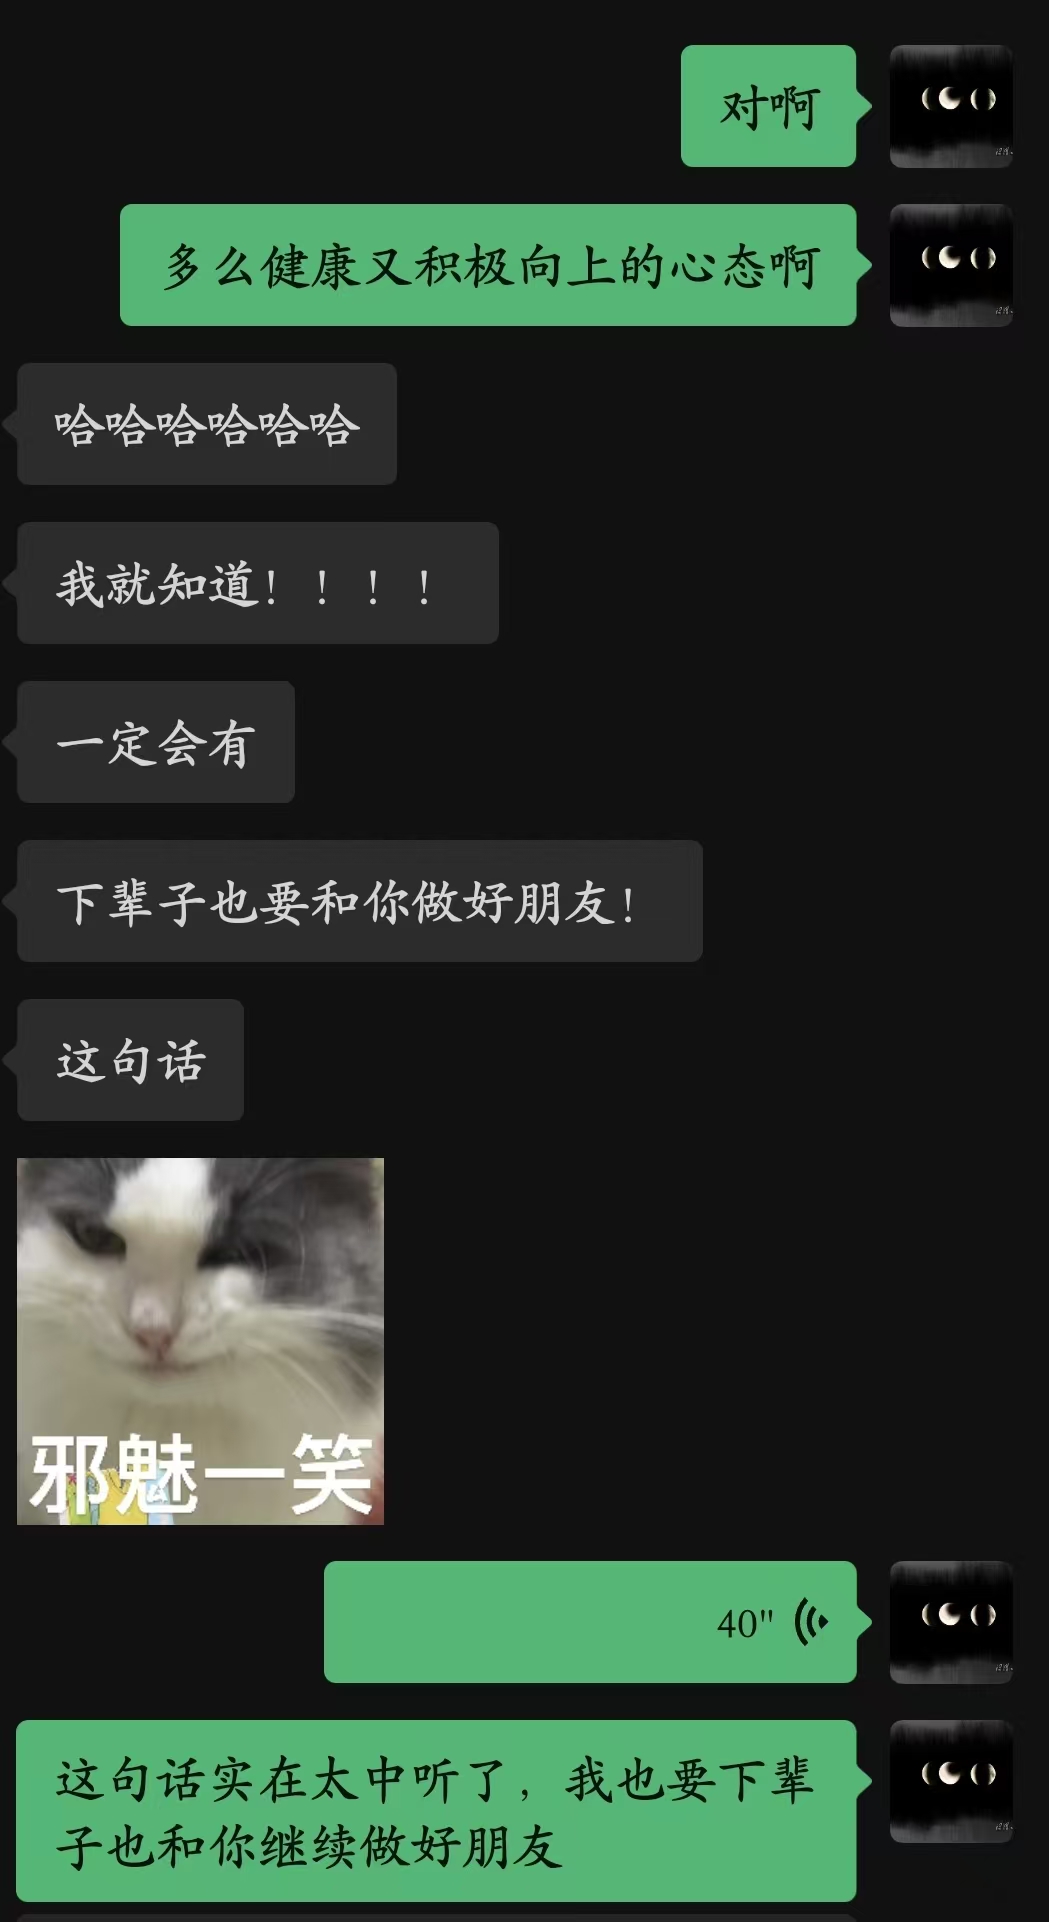 对啊
多么健康又积极向上的心态啊
哈哈哈哈哈哈
我就知道！！！！
一定会有
下辈子也要和你做好朋友！
这句话
邪魅一笑
40"
这句话实在太中听了，我也要下辈
子也和你继续做好朋友